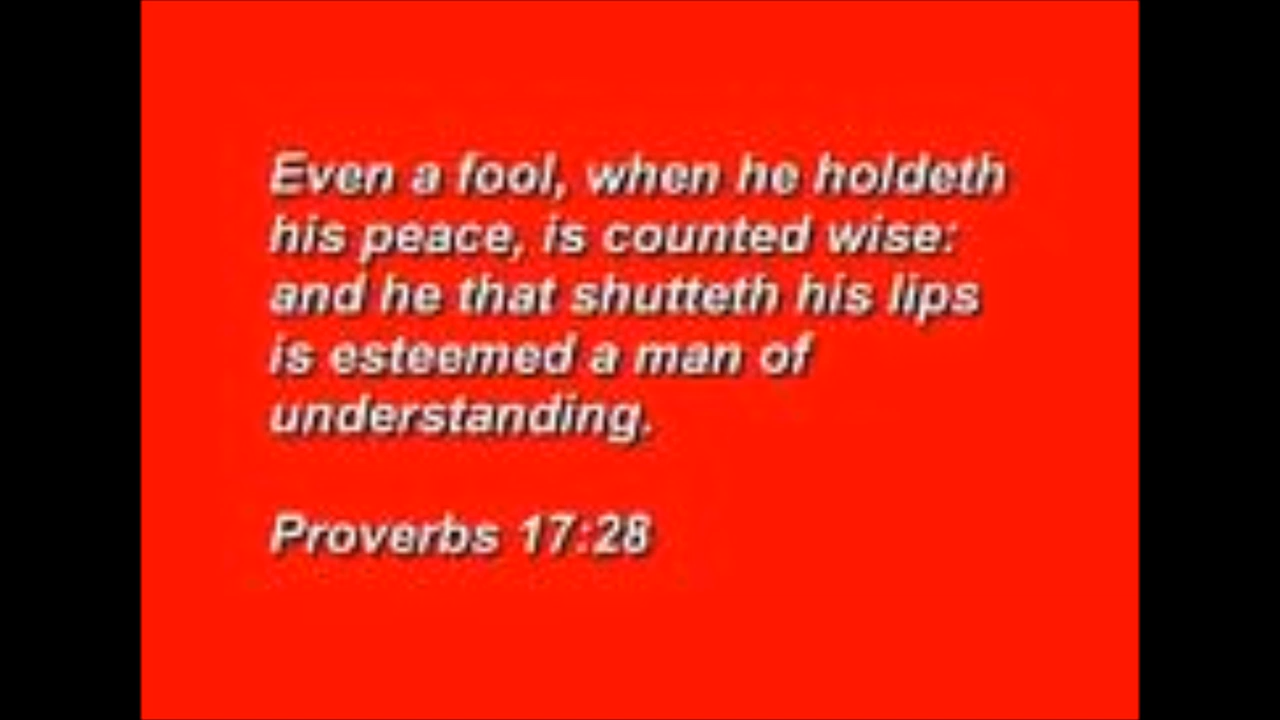 Even a fool, when he holdeth
his peace, is counted wise:
and he that shutteth his lips
is esteemed a man of
understanding.
Proverbs 17:28